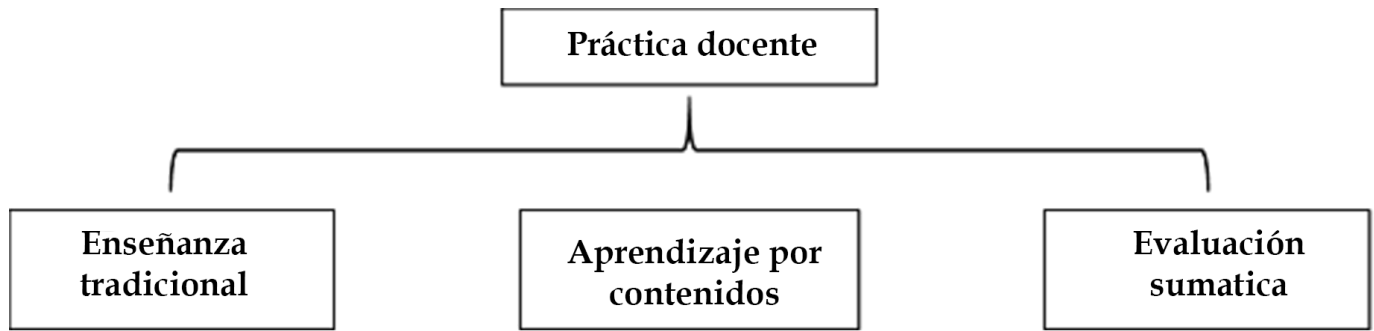 Práctica docente
Enseñanza
tradicional
Aprendizaje por
contenidos
Evaluación
sumatica